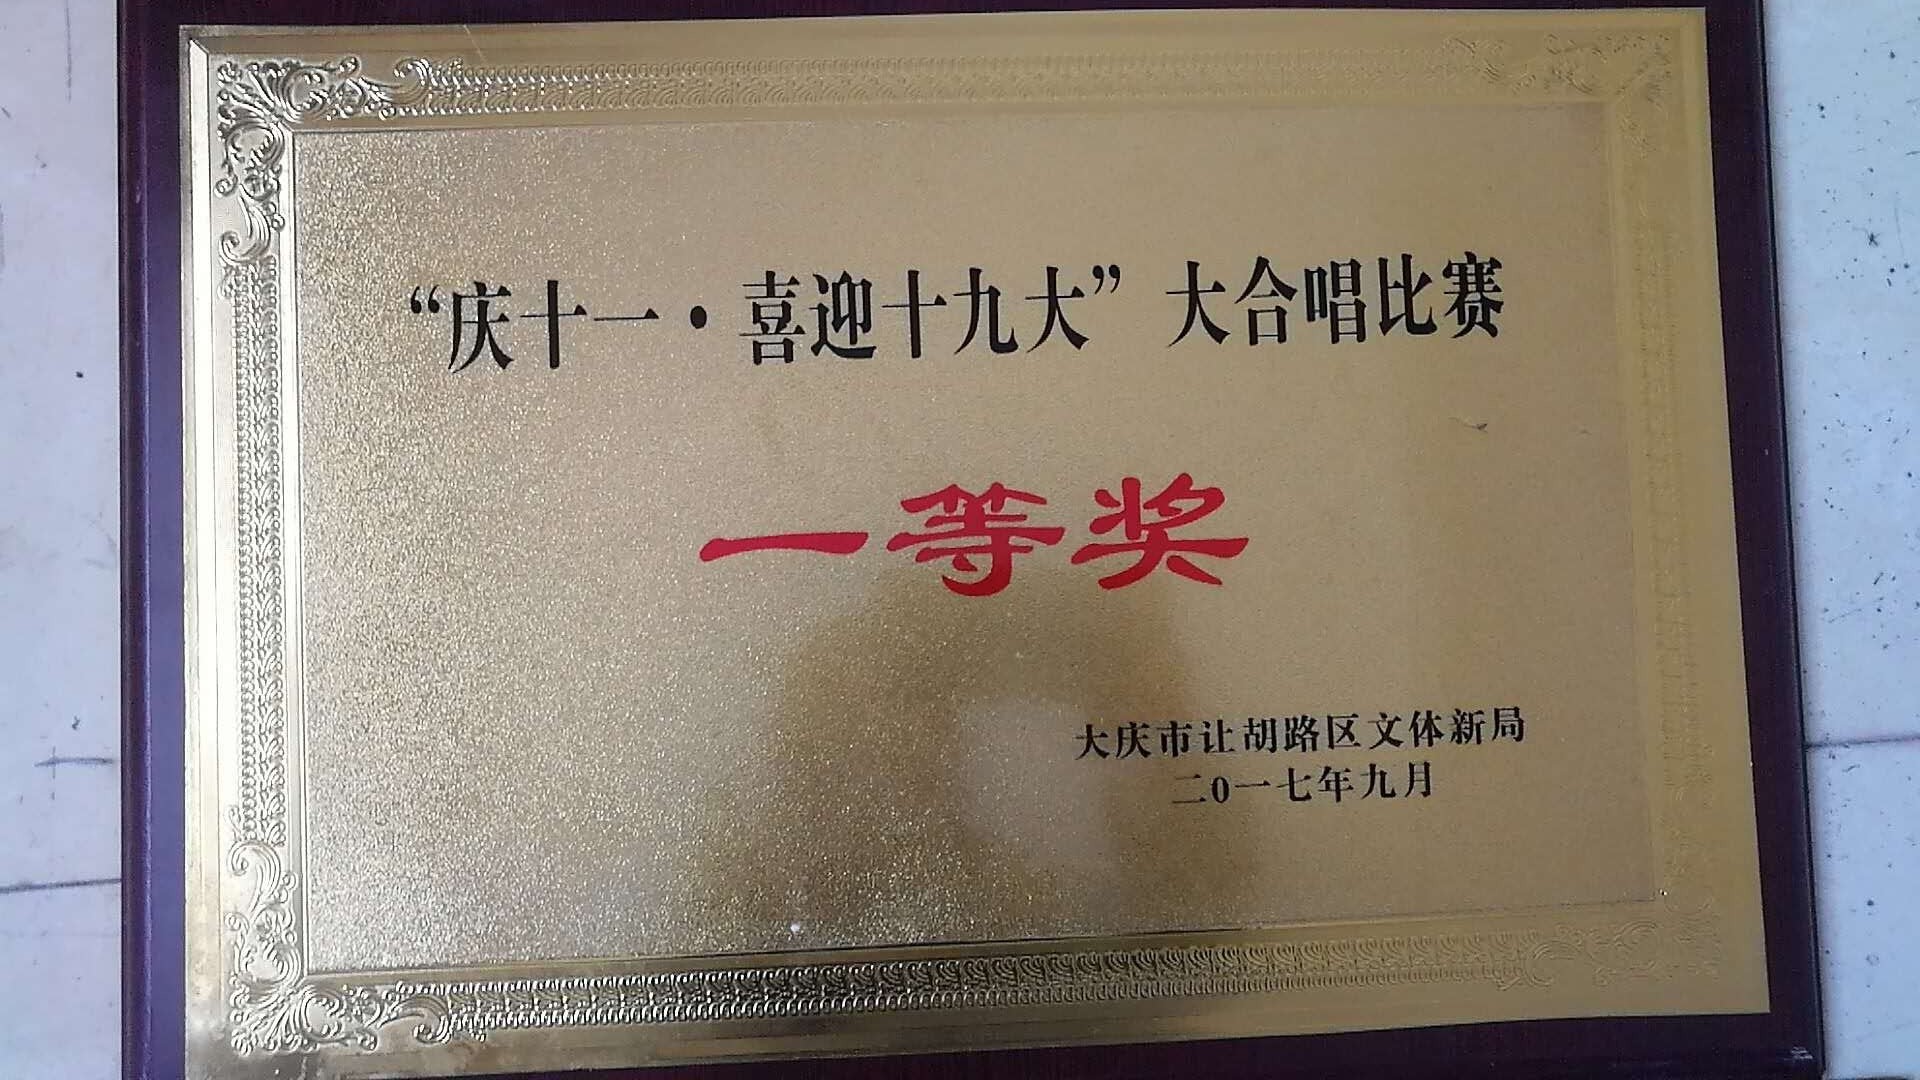 “庆十一·喜迎十九大”大合唱比赛
一等奖
大庆市让胡路区文体新局
二0一七年九月